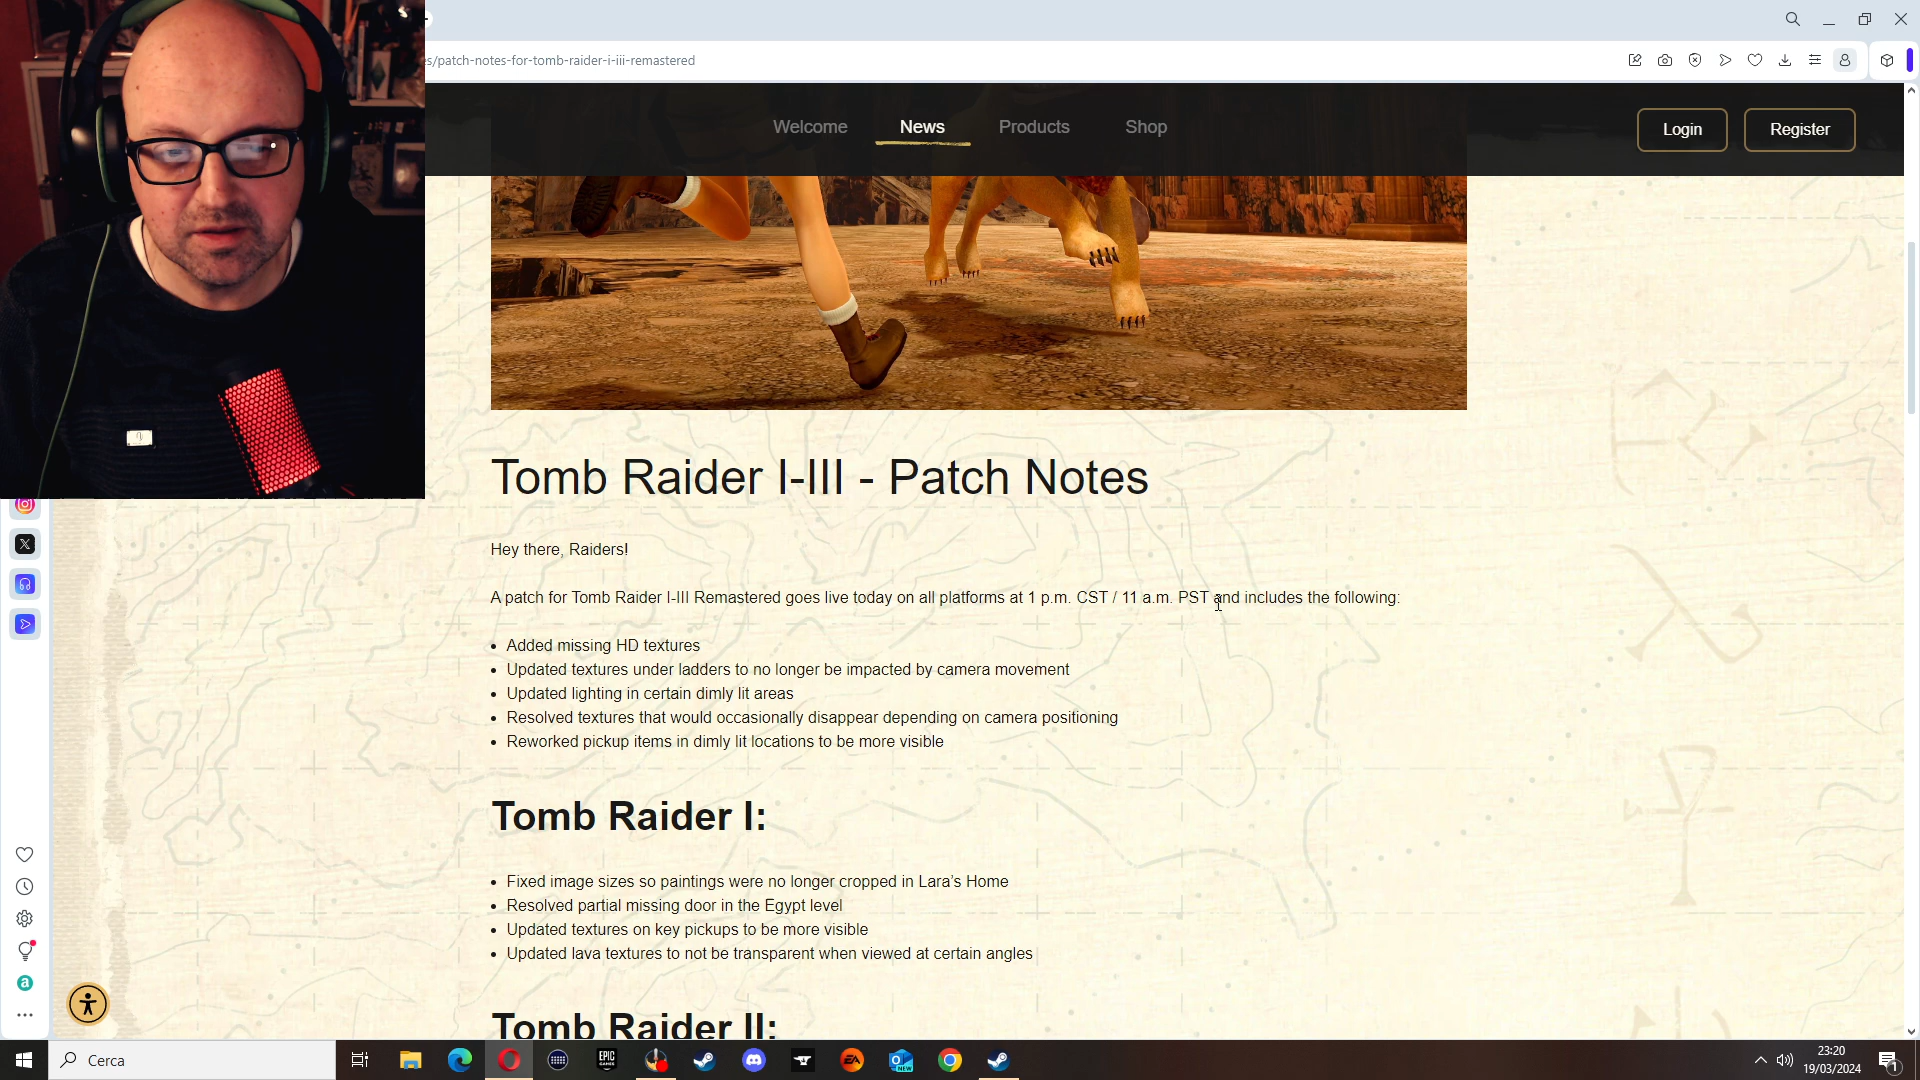 s/patch-notes-for-tomb-raider-i-iii-remastered
Welcome
News
Products
Shop
Login
Register
Tomb Raider I-III - Patch Notes
Hey there, Raiders!
A patch for Tomb Raider I-III Remastered goes live today on all platforms at 1 p.m. CST / 11 a.m. PST and includes the following:
• Added missing HD textures
• Updated textures under ladders to no longer be impacted by camera movement
• Updated lighting in certain dimly lit areas
• Resolved textures that would occasionally disappear depending on camera positioning
• Reworked pickup items in dimly lit locations to be more visible
Tomb Raider I:
• Fixed image sizes so paintings were no longer cropped in Lara's Home
• Resolved partial missing door in the Egypt level
• Updated textures on key pickups to be more visible
• Updated lava textures to not be transparent when viewed at certain angles
Tomb Raider II:
Cerca
EPIC GAMES
EA
NEW
23:20
19/03/2024
1